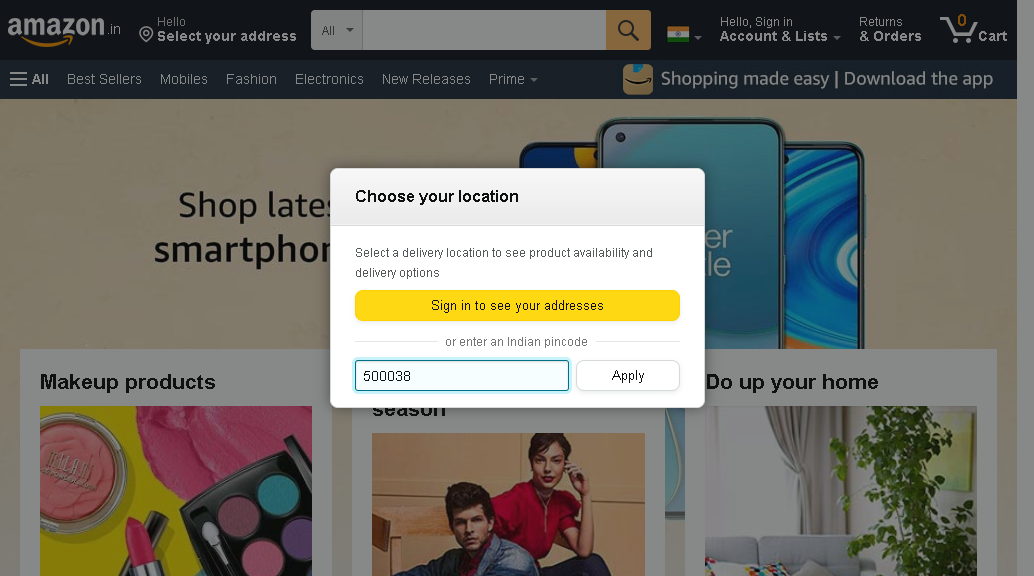 amazon.in
Hello
Select your address
All
Hello, Sign in
Account & Lists
Returns
& Orders
0
Cart
All
Best Sellers
Mobiles
Fashion
Electronics
New Releases
Prime
Shopping made easy | Download the app
Shop lates
smartphon
Choose your location
Select a delivery location to see product availability and
delivery options
Sign in to see your addresses
or enter an Indian pincode
500038
Apply
Makeup products
season
Do up your home
MILANI